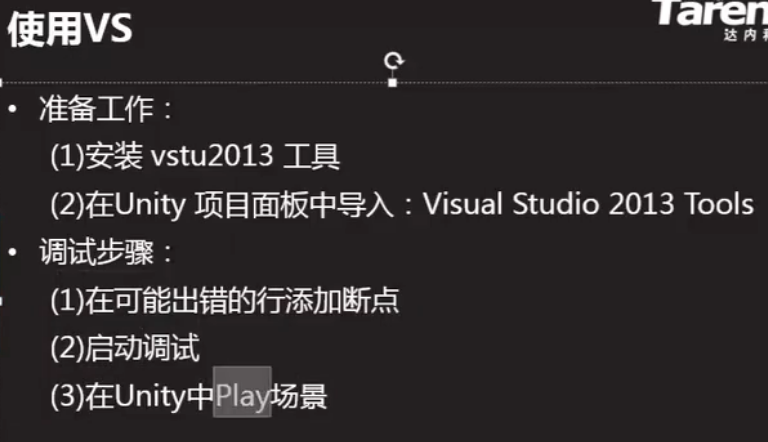 使用VS
Taren
达内科
• 准备工作：
(1)安装 vstu2013 工具
(2)在Unity 项目面板中导入：Visual Studio 2013 Tools
• 调试步骤：
(1)在可能出错的行添加断点
(2)启动调试
(3)在Unity中Play场景